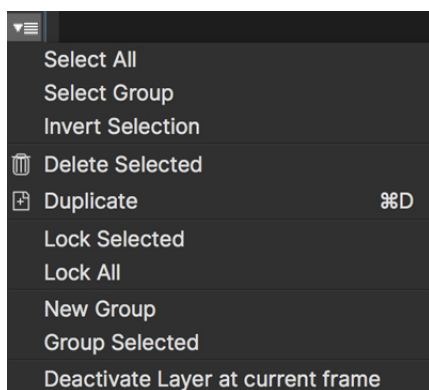 Select All
Select Group
Invert Selection
Delete Selected
Duplicate ⌘D
Lock Selected
Lock All
New Group
Group Selected
Deactivate Layer at current frame